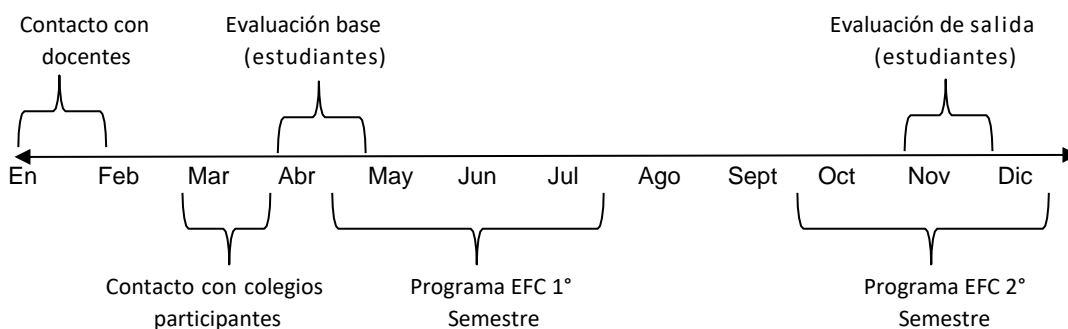 Contacto con
docentes
Evaluación base
(estudiantes)
Evaluación de salida
(estudiantes)
En Feb Mar Abr May Jun Jul Ago Sept Oct Nov Dic
Contacto con colegios
participantes
Programa EFC 1°
Semestre
Programa EFC 2°
Semestre